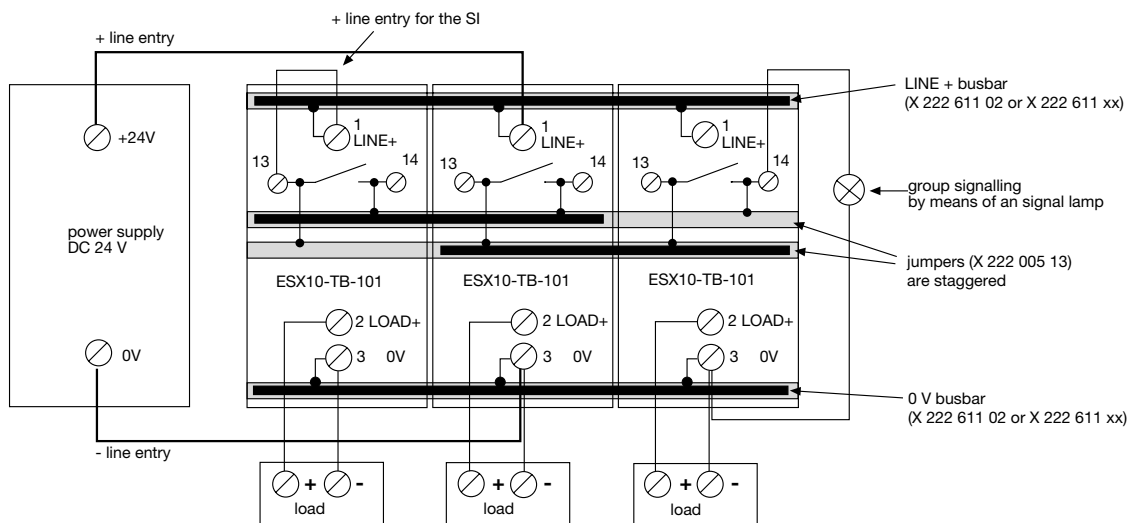 + line entry for the SI
+ line entry
LINE + busbar
(X 222 611 02 or X 222 611 xx)
+24V
1
LINE+
1
LINE+
1
LINE+
13
14
13
14
13
14
group signalling
by means of an signal lamp
power supply
DC 24 V
jumpers (X 222 005 13)
are staggered
ESX10-TB-101
ESX10-TB-101
ESX10-TB-101
2 LOAD+
2 LOAD+
2 LOAD+
0V
3 0V
3 0V
3 0V
0 V busbar
(X 222 611 02 or X 222 611 xx)
- line entry
+ -
load
+ -
load
+ -
load